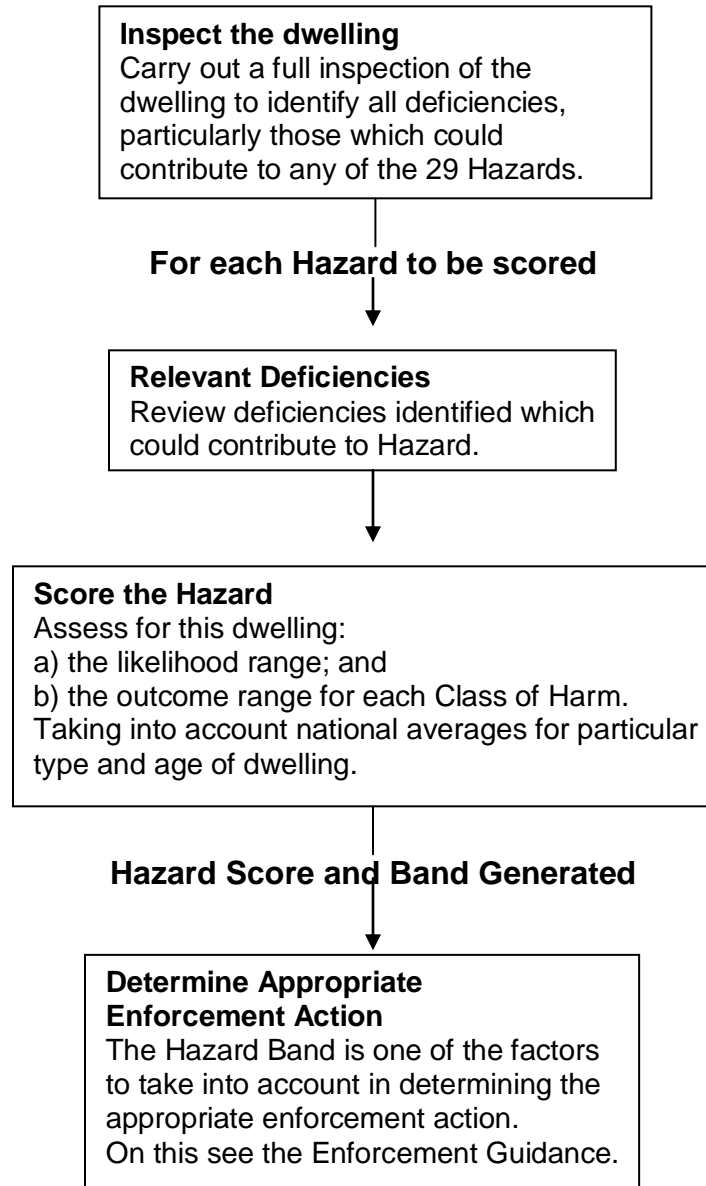 Inspect the dwelling
Carry out a full inspection of the
dwelling to identify all deficiencies,
particularly those which could
contribute to any of the 29 Hazards.
For each Hazard to be scored
Relevant Deficiencies
Review deficiencies identified which
could contribute to Hazard.
Score the Hazard
Assess for this dwelling:
a) the likelihood range; and
b) the outcome range for each Class of Harm.
Taking into account national averages for particular
type and age of dwelling.
Hazard Score and Band Generated
Determine Appropriate
Enforcement Action
The Hazard Band is one of the factors
to take into account in determining the
appropriate enforcement action.
On this see the Enforcement Guidance.